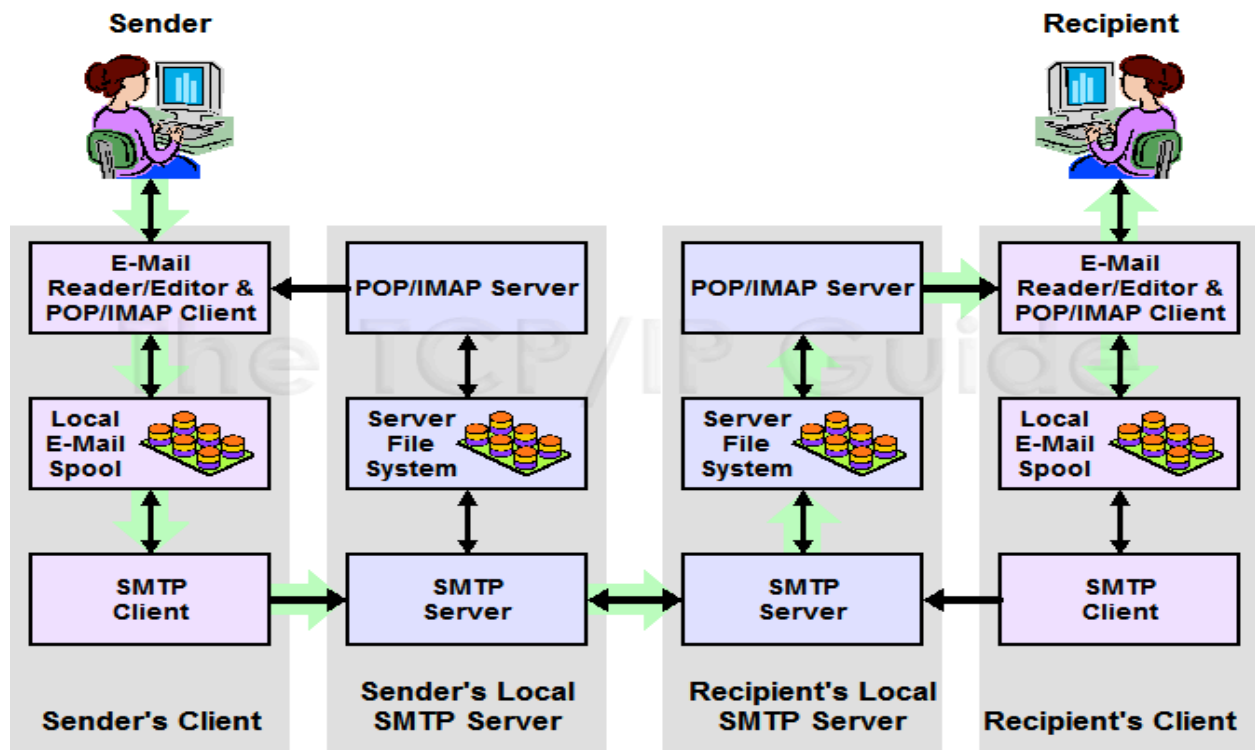 Sender
Recipient
E-Mail
Reader/Editor &
POP/IMAP Client
POP/IMAP Server
POP/IMAP Server
E-Mail
Reader/Editor &
POP/IMAP Client
The TCP/IP Guide
Local
E-Mail
Spool
Server
File
System
Server
File
System
Local
E-Mail
Spool
SMTP
Client
SMTP
Server
SMTP
Server
SMTP
Client
Sender's Client
Sender's Local
SMTP Server
Recipient's Local
SMTP Server
Recipient's Client